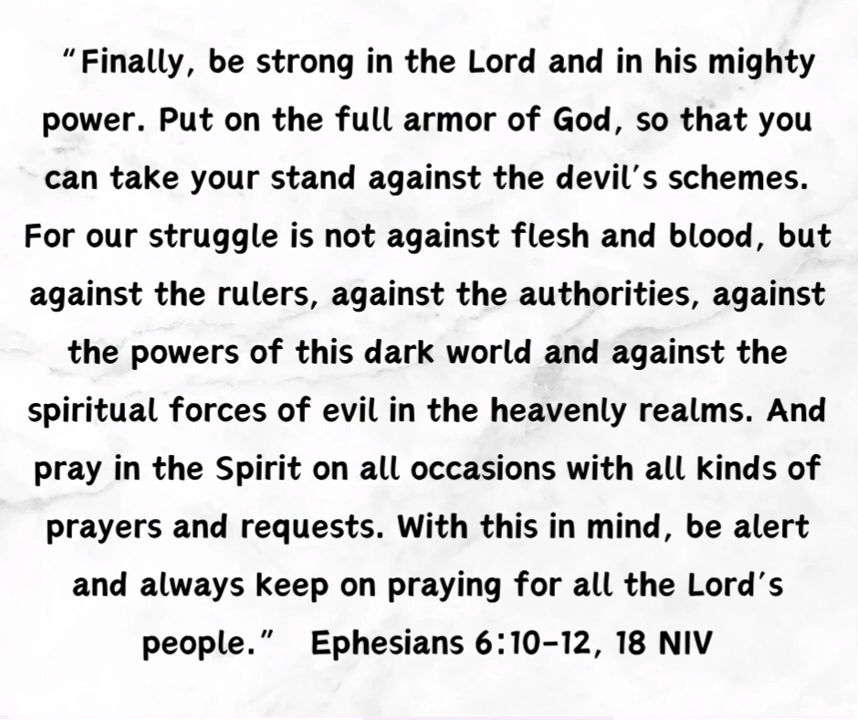 “Finally, be strong in the Lord and in his mighty
power. Put on the full armor of God, so that you
can take your stand against the devil’s schemes.
For our struggle is not against flesh and blood, but
against the rulers, against the authorities, against
the powers of this dark world and against the
spiritual forces of evil in the heavenly realms. And
pray in the Spirit on all occasions with all kinds of
prayers and requests. With this in mind, be alert
and always keep on praying for all the Lord’s
people.” Ephesians 6:10-12, 18 NIV